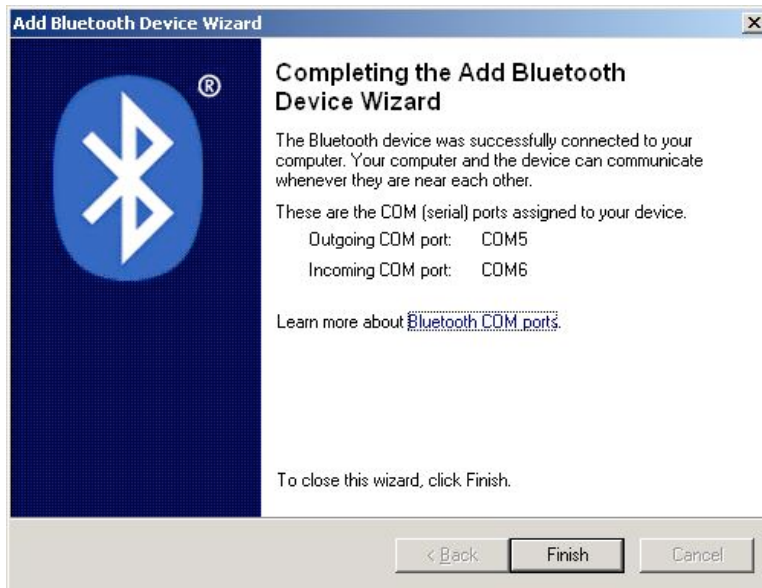 Add Bluetooth Device Wizard
®
Completing the Add Bluetooth
Device Wizard
The Bluetooth device was successfully connected to your
computer. Your computer and the device can communicate
whenever they are near each other.
These are the COM (serial) ports assigned to your device.
Outgoing COM port: COM5
Incoming COM port: COM6
Learn more about Bluetooth COM ports.
To close this wizard, click Finish.
< Back Finish Cancel